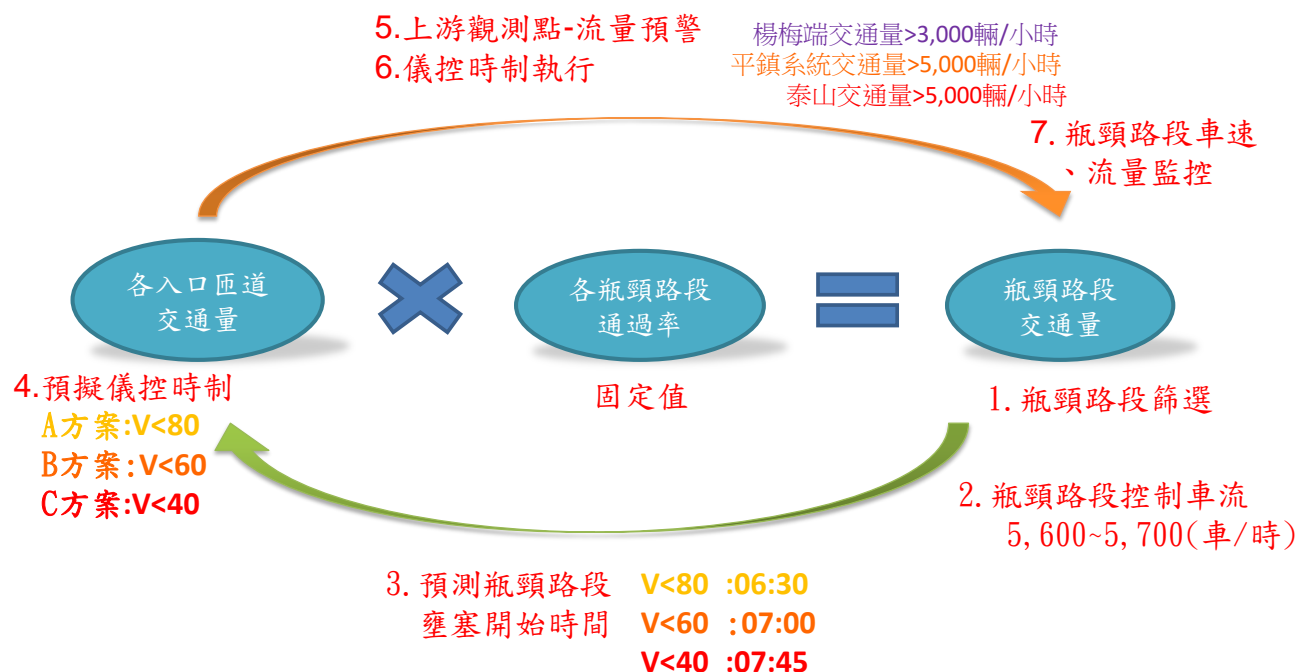 5.上游觀測點-流量預警
6.儀控時制執行
楊梅端交通量>3,000輛/小時
平鎮系統交通量>5,000輛/小時
泰山交通量>5,000輛/小時
7. 瓶頸路段車速
、流量監控
各入口匝道
交通量
各瓶頸路段
通過率
瓶頸路段
交通量
固定值
1. 瓶頸路段篩選
2. 瓶頸路段控制車流
5,600~5,700(車/時)
3. 預測瓶頸路段
壅塞開始時間
V<80 :06:30
V<60 :07:00
V<40 :07:45
4.預擬儀控時制
A方案:V<80
B方案:V<60
C方案:V<40